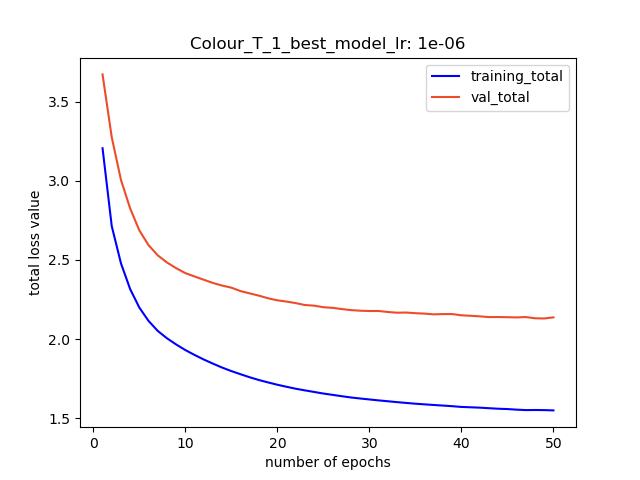 Colour_T_1_best_model_lr: 1e-06
training_total
val_total
total loss value
3.5
3.0
2.5
2.0
1.5
0 10 20 30 40 50
number of epochs